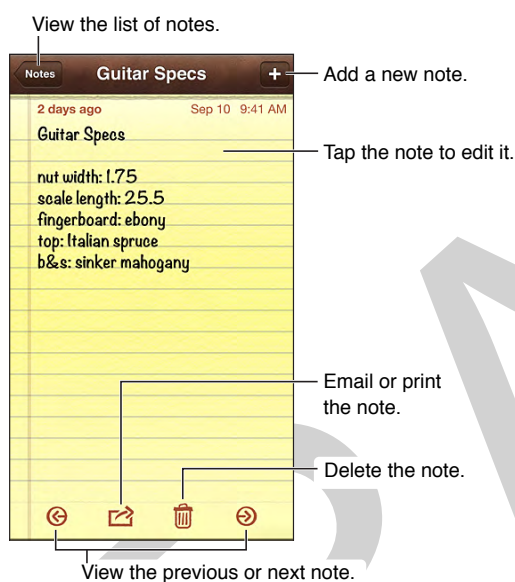 View the list of notes.
Notes Guitar Specs +
Add a new note.
2 days ago Sep 10 9:41 AM
Guitar Specs
Tap the note to edit it.
nut width: 1.75
scale length: 25.5
fingerboard: ebony
top: Italian spruce
b&s: sinker mahogany
Email or print
the note.
Delete the note.
View the previous or next note.